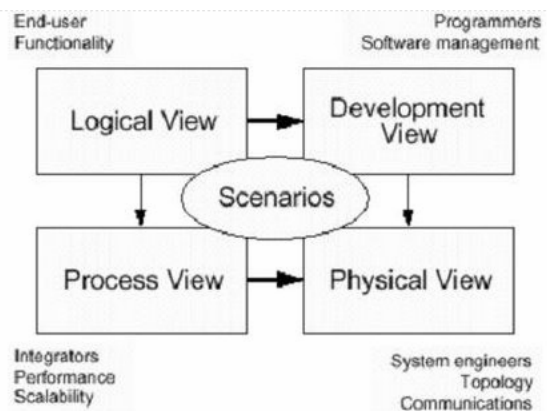 End-user
Functionality
Programmers
Software management
Logical View
Development
View
Scenarios
Process View
Physical View
Integrators
Performance
Scalability
System engineers
Topology
Communications